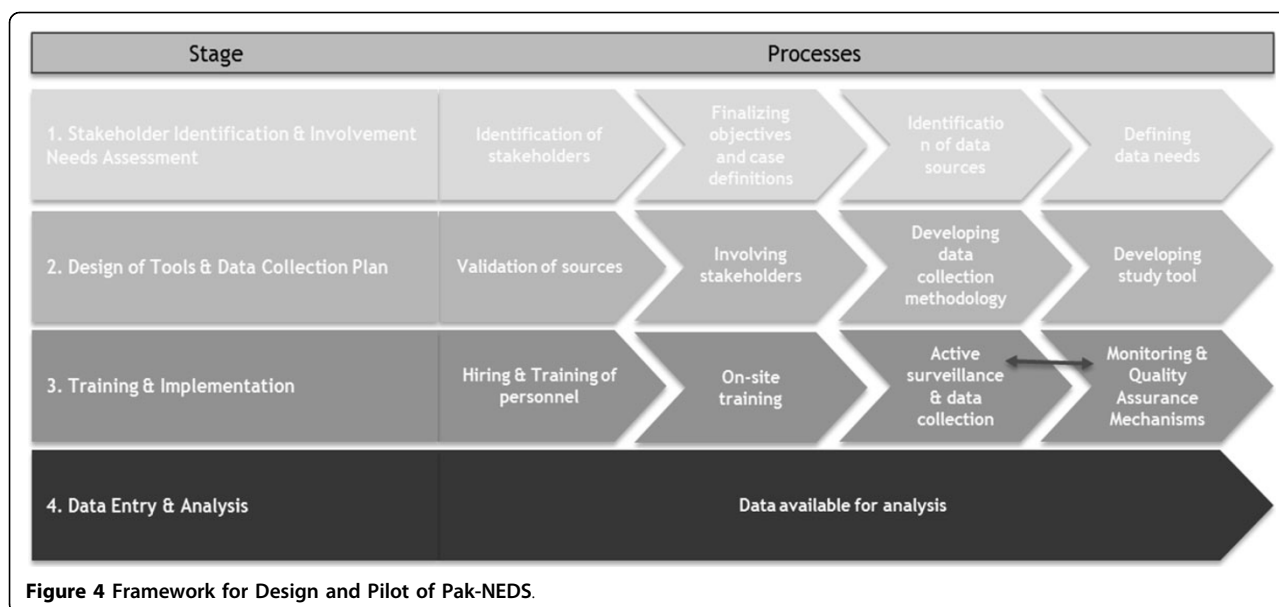 Stage
Processes
1. Stakeholder Identification & Involvement
Needs Assessment
Identification of
stakeholders
Finalizing
objectives
and case
definitions
Identificatio
n of data
sources
Defining
data needs
2. Design of Tools & Data Collection Plan
Validation of sources
Involving
stakeholders
Developing
data
collection
methodology
Developing
study tool
3. Training & Implementation
Hiring & Training of
personnel
On-site
training
Active
surveillance
& data
collection
Monitoring &
Quality
Assurance
Mechanisms
4. Data Entry & Analysis
Data available for analysis
Figure 4 Framework for Design and Pilot of Pak-NEDS.